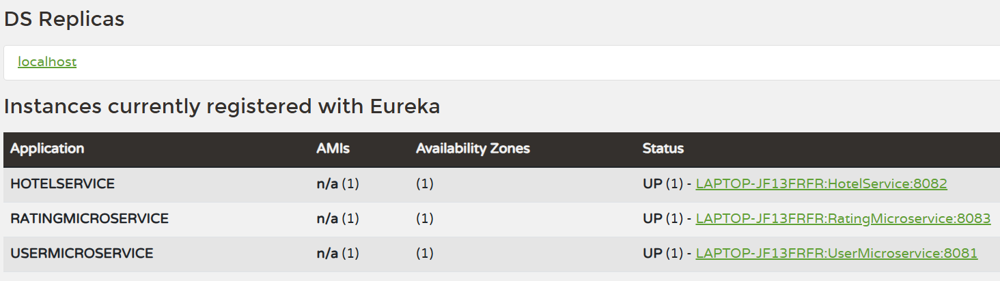 DS Replicas
localhost
Instances currently registered with Eureka
Application AMIs Availability Zones Status
HOTELSERVICE n/a (1) (1) UP (1) - LAPTOP-JF13FRFR:HotelService:8082
RATINGMICROSERVICE n/a (1) (1) UP (1) - LAPTOP-JF13FRFR:RatingMicroservice:8083
USERMICROSERVICE n/a (1) (1) UP (1) - LAPTOP-JF13FRFR:UserMicroservice:8081